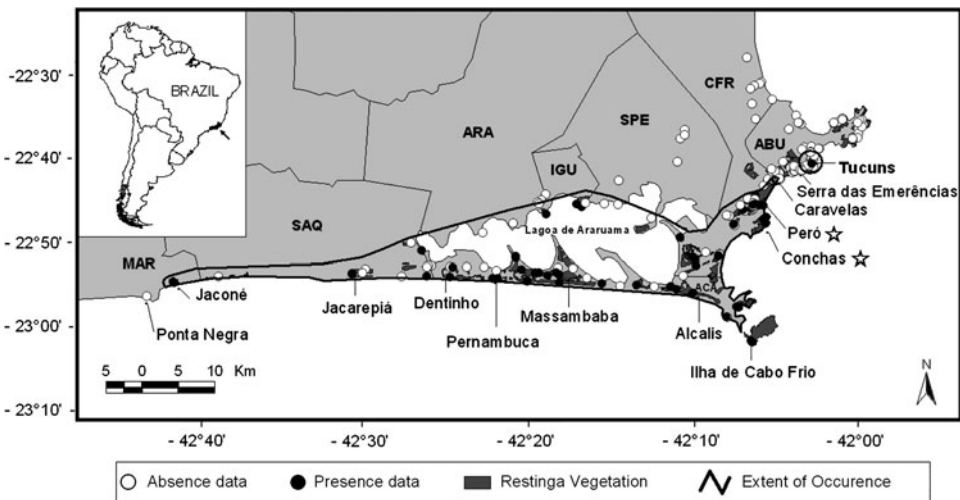 BRAZIL
- 22°30'
- 22°40'
- 22°50'
- 23°00'
- 23°10'
CFR
ABU
SPE
ARA
IGU
SAQ
MAR
ACA
Tucuns
Serra das Emerências
Caravelas
Peró
Conchas
Lagoa de Araruama
Jaconé
Ponta Negra
Jacarepiá
Dentinho
Pernambuca
Massambaba
Alcalis
Ilha de Cabo Frio
5 0 5 10 Km
N
- 42°40' - 42°30' - 42°20' - 42°10' - 42°00'
Absence data Presence data Restinga Vegetation Extent of Occurence